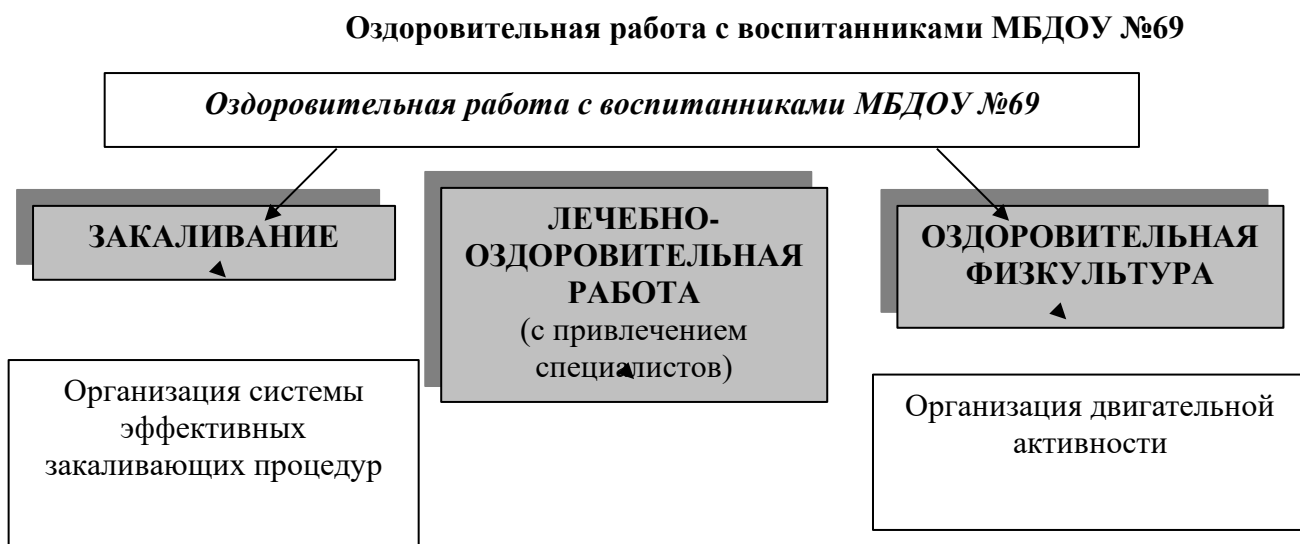 Оздоровительная работа с воспитанниками МБДОУ №69
Оздоровительная работа с воспитанниками МБДОУ №69
ЗАКАЛИВАНИЕ
ЛЕЧЕБНО-
ОЗДОРОВИТЕЛЬНАЯ
РАБОТА
(с привлечением
специалистов)
ОЗДОРОВИТЕЛЬНАЯ
ФИЗКУЛЬТУРА
Организация системы
эффективных
закаливающих процедур
Организация двигательной
активности